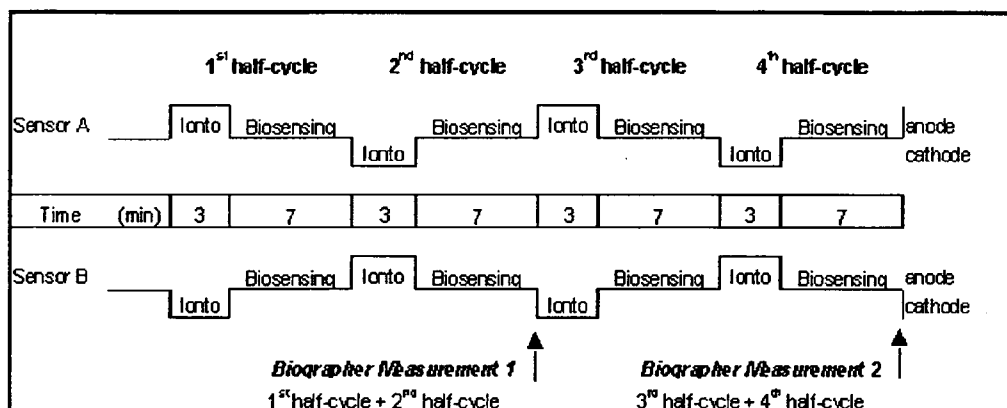 1st half-cycle 2nd half-cycle 3rd half-cycle 4th half-cycle
Sensor A Ionto Biosensing Ionto Biosensing Ionto Biosensing Ionto Biosensing anode
cathode
Time (min) 3 7 3 7 3 7 3 7
Sensor B Ionto Biosensing Ionto Biosensing Ionto Biosensing Ionto Biosensing anode
cathode
Biographer Measurement 1 Biographer Measurement 2
1st half-cycle + 2nd half-cycle 3rd half-cycle + 4th half-cycle